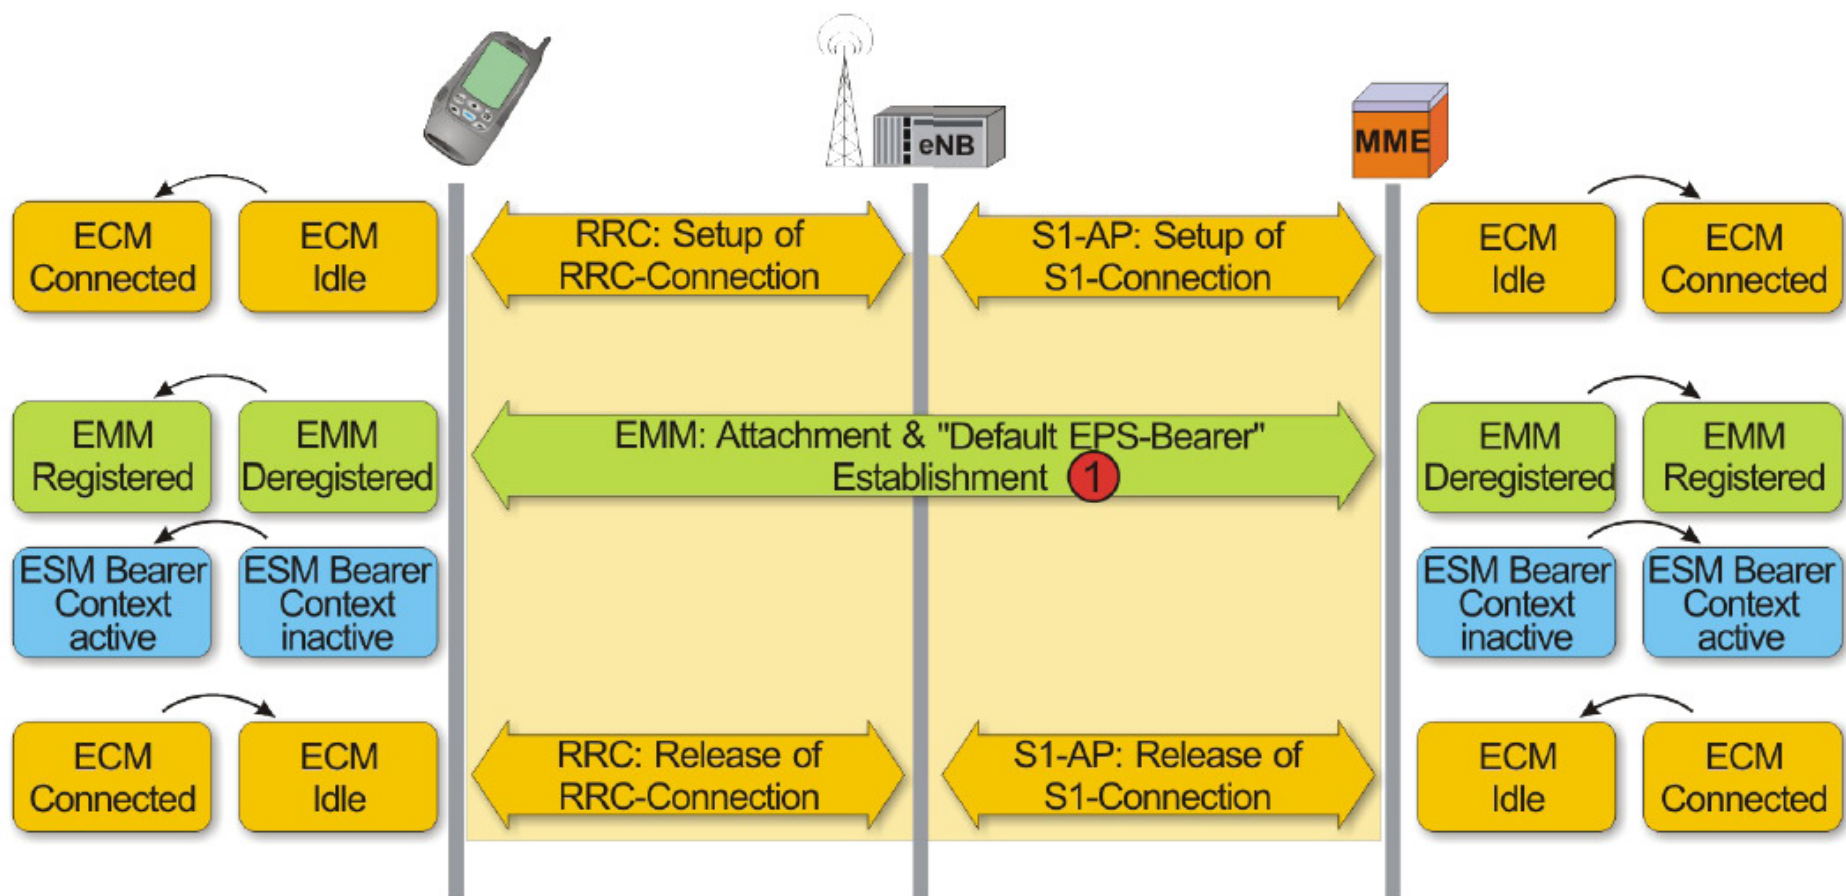 eNB
MME
ECM
Connected
ECM
Idle
RRC: Setup of
RRC-Connection
S1-AP: Setup of
S1-Connection
ECM
Idle
ECM
Connected
EMM
Registered
EMM
Deregistered
EMM: Attachment & "Default EPS-Bearer"
Establishment 1
EMM
Deregistered
EMM
Registered
ESM Bearer
Context
active
ESM Bearer
Context
inactive
ESM Bearer
Context
inactive
ESM Bearer
Context
active
ECM
Connected
ECM
Idle
RRC: Release of
RRC-Connection
S1-AP: Release of
S1-Connection
ECM
Idle
ECM
Connected